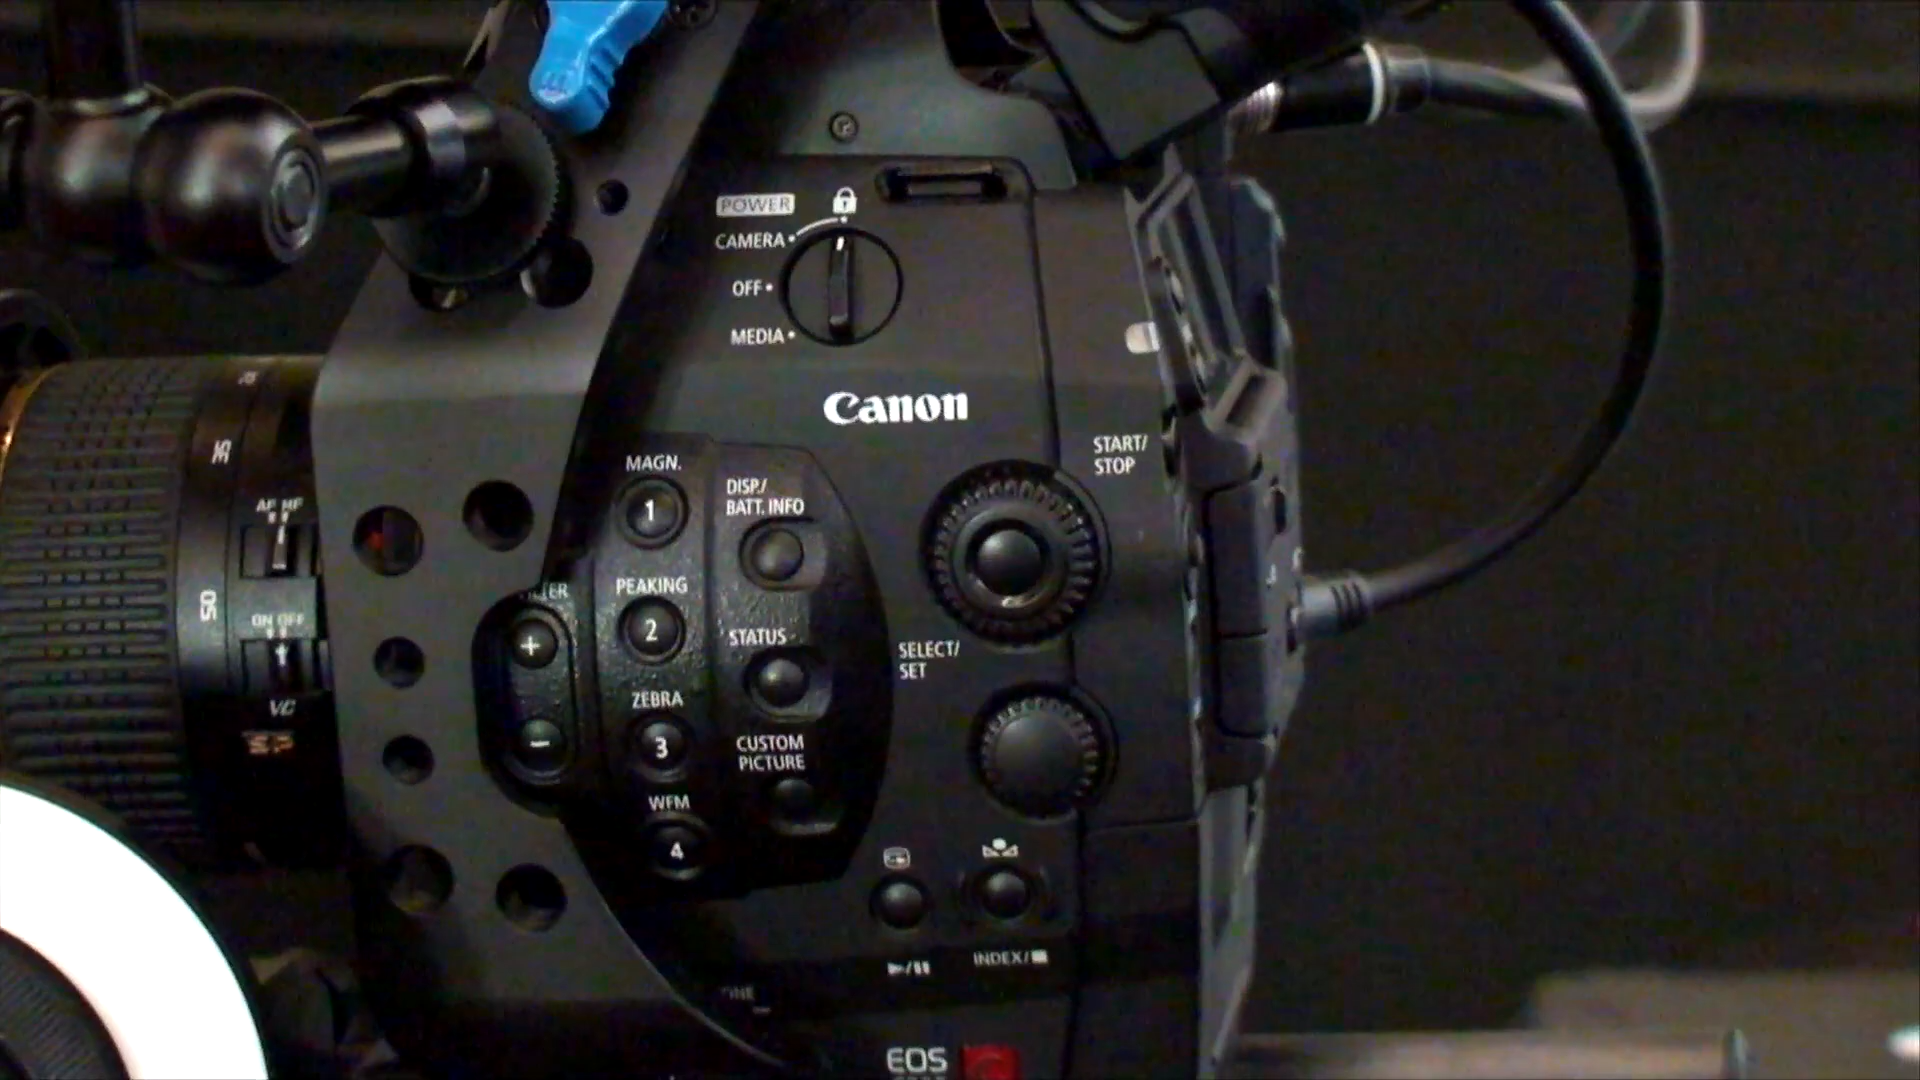 POWER
CAMERA
OFF
MEDIA
Canon
START/
STOP
MAGN.
1
DISP./
BATT. INFO
35
AF MF
PEAKING
2
+
50
ON OFF
STATUS
SELECT/
SET
VC
ZEBRA
3
-
CUSTOM
PICTURE
WFM
4
INDEX/
EOS